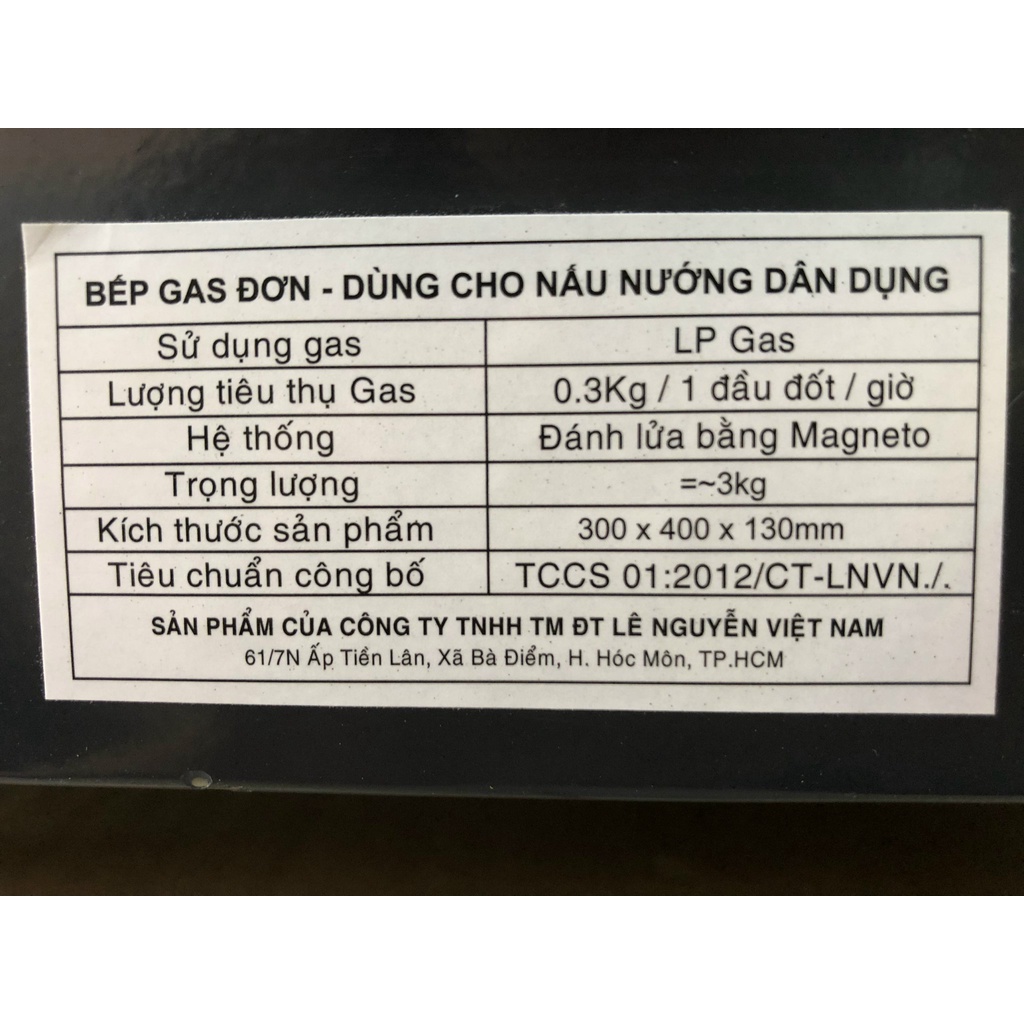 BẾP GAS ĐƠN - DÙNG CHO NẤU NƯỚNG DÂN DỤNG
Sử dụng gas LP Gas
Lượng tiêu thụ Gas 0.3Kg / 1 đầu đốt / giờ
Hệ thống Đánh lửa bằng Magneto
Trọng lượng =~3kg
Kích thước sản phẩm 300 x 400 x 130mm
Tiêu chuẩn công bố TCCS 01:2012/CT-LNVN./.
SẢN PHẨM CỦA CÔNG TY TNHH TM ĐT LÊ NGUYỄN VIỆT NAM
61/7N Ấp Tiền Lân, Xã Bà Điểm, H. Hóc Môn, TP.HCM